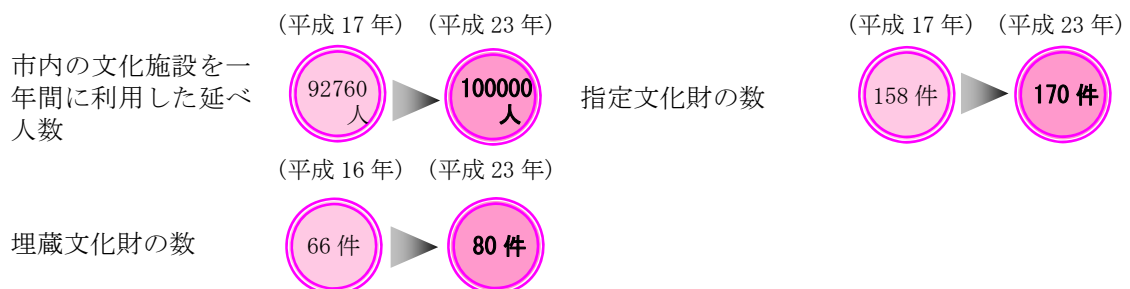 （平成 17 年）（平成 23 年）
市内の文化施設を一
年間に利用した延べ
人数
92760
人
100000
人
（平成 17 年）（平成 23 年）
指定文化財の数
158 件
170 件
（平成 16 年）（平成 23 年）
埋蔵文化財の数
66 件
80 件